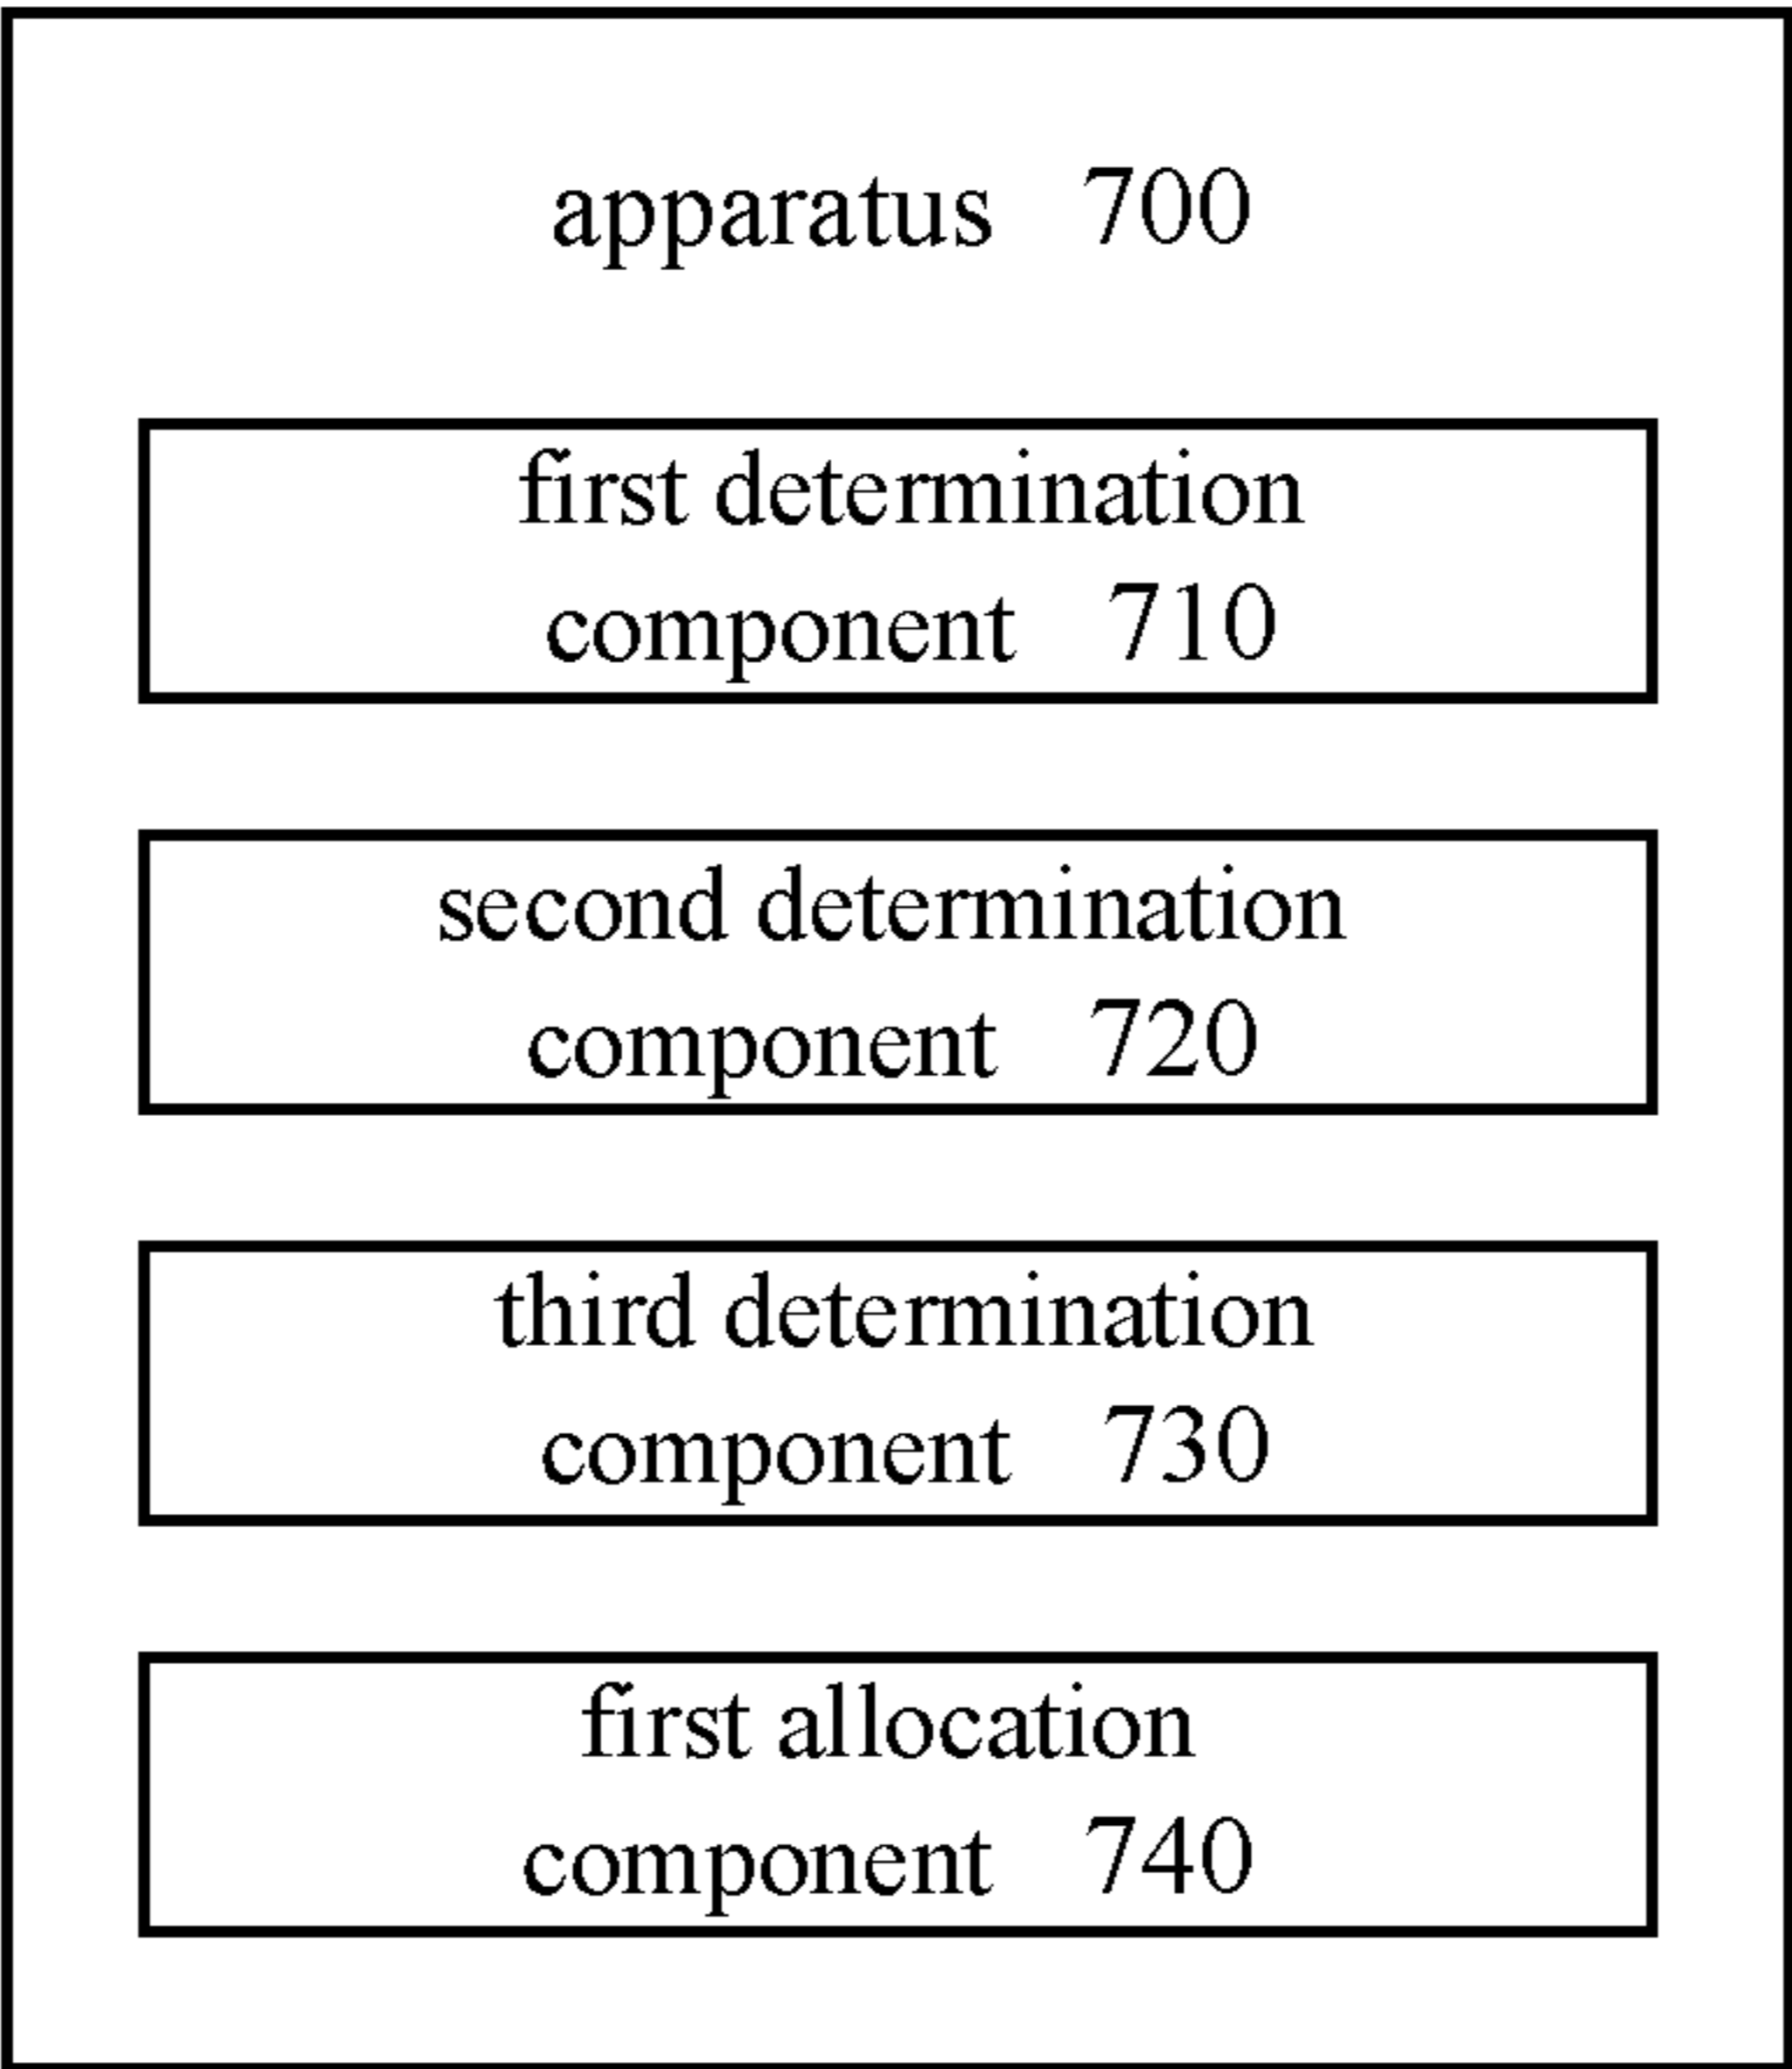 apparatus 700
first determination
component 710
second determination
component 720
third determination
component 730
first allocation
component 740